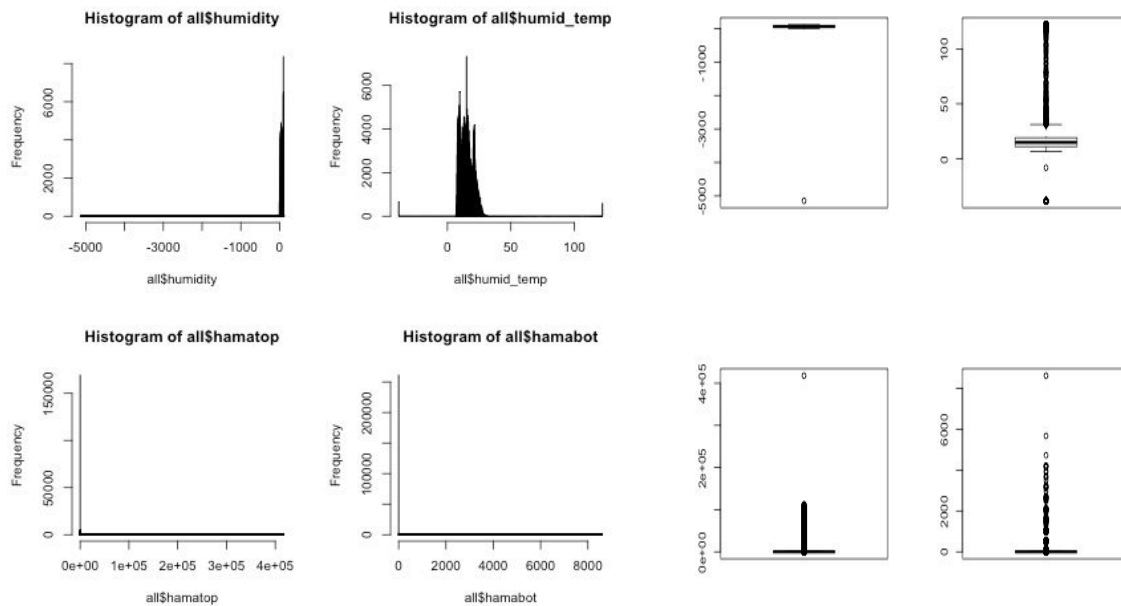 Histogram of all$humidity
Frequency
0 2000 4000 6000
-5000 -3000 -1000 0
all$humidity
Histogram of all$humid_temp
Frequency
0 2000 4000 6000
0 50 100
all$humid_temp
-5000 -3000 -1000
0 50 100
Histogram of all$hamatop
Frequency
0 50000 150000
0e+00 1e+05 2e+05 3e+05 4e+05
all$hamatop
Histogram of all$hamabot
Frequency
0 50000 100000 200000
0 2000 4000 6000 8000
all$hamabot
0e+00 2e+05 4e+05
0 2000 6000